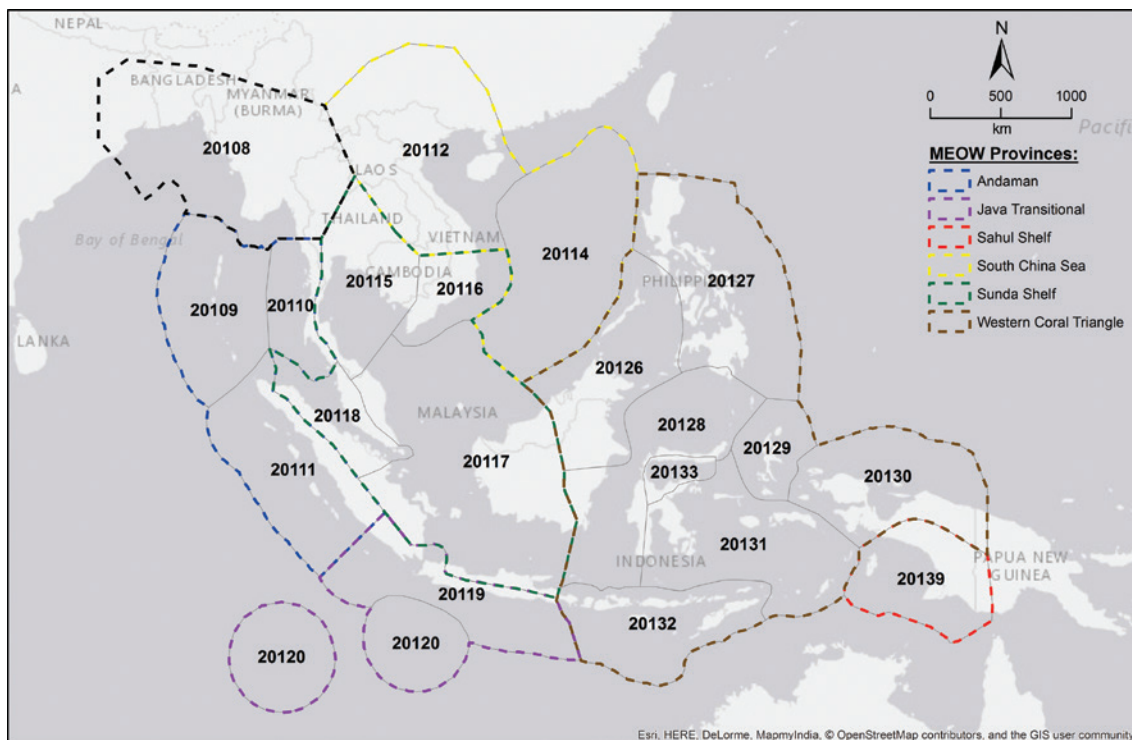 NEPAL
A
BANGLADESH
MYANMAR
(BURMA)
20108
20112
LAOS
THAILAND
VIETNAM
Bay of Bengal
CAMBODIA
20114
20115
20116
PHILIPPI
20127
20109
20110
LANKA
20126
MALAYSIA
20118
20128
20129
20111
20117
20133
20130
20131
INDONESIA
PAPUA NEW
GUINEA
20139
20119
20132
20120
20120
N
0 500 1000
km
Pacific
MEOW Provinces:
Andaman
Java Transitional
Sahul Shelf
South China Sea
Sunda Shelf
Western Coral Triangle
Esri, HERE, DeLorme, MapmyIndia, © OpenStreetMap contributors, and the GIS user community